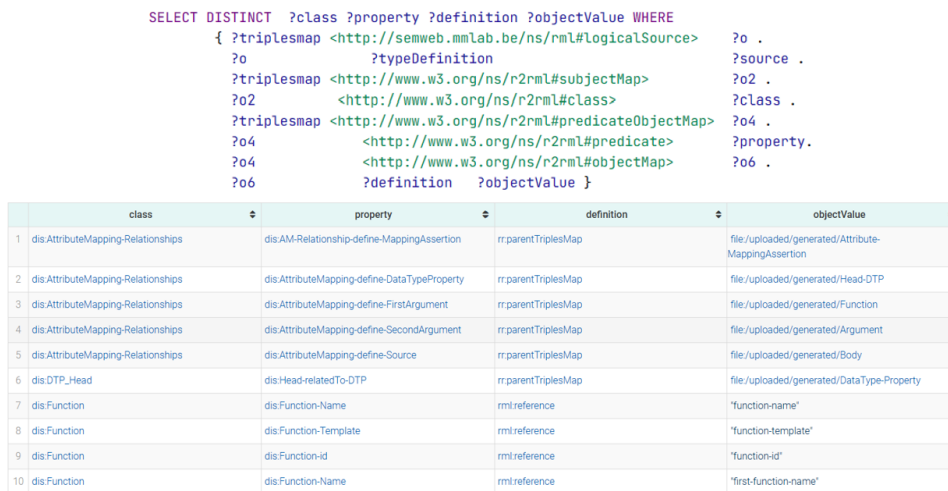 SELECT DISTINCT ?class ?property ?definition ?objectValue WHERE
{ ?triplesmap <http://semweb.mmlab.be/ns/rml#logicalSource> ?o .
?o ?typeDefinition ?source .
?triplesmap <http://www.w3.org/ns/r2rml#subjectMap> ?o2 .
?o2 <http://www.w3.org/ns/r2rml#class> ?class .
?triplesmap <http://www.w3.org/ns/r2rml#predicateObjectMap> ?o4 .
?o4 <http://www.w3.org/ns/r2rml#predicate> ?property.
?o4 <http://www.w3.org/ns/r2rml#objectMap> ?o6 .
?o6 ?definition ?objectValue }
class property definition objectValue
1 dis:AttributeMapping-Relationships dis:AM-Relationship-define-MappingAssertion rr:parentTriplesMap file:/uploaded/generated/Attribute-
MappingAssertion
2 dis:AttributeMapping-Relationships dis:AttributeMapping-define-DataTypeProperty rr:parentTriplesMap file:/uploaded/generated/Head-DTP
3 dis:AttributeMapping-Relationships dis:AttributeMapping-define-FirstArgument rr:parentTriplesMap file:/uploaded/generated/Function
4 dis:AttributeMapping-Relationships dis:AttributeMapping-define-SecondArgument rr:parentTriplesMap file:/uploaded/generated/Argument
5 dis:AttributeMapping-Relationships dis:AttributeMapping-define-Source rr:parentTriplesMap file:/uploaded/generated/Body
6 dis:DTP_Head dis:Head-relatedTo-DTP rr:parentTriplesMap file:/uploaded/generated/DataType-Property
7 dis:Function dis:Function-Name rml:reference "function-name"
8 dis:Function dis:Function-Template rml:reference "function-template"
9 dis:Function dis:Function-id rml:reference "function-id"
10 dis:Function dis:Function-Name rml:reference "first-function-name"